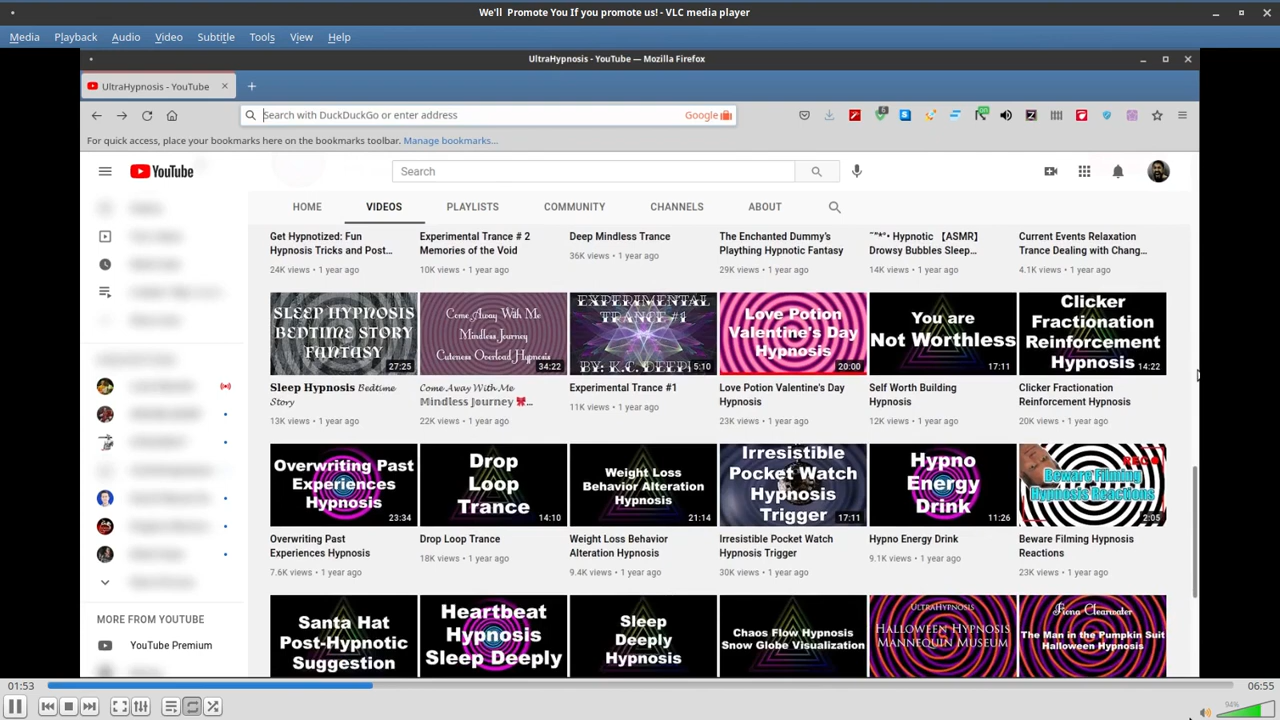 We'll  Promote You If you promote us! - VLC media player
Media Playback Audio Video Subtitle Tools View Help
UltraHypnosis - YouTube — Mozilla Firefox
UltraHypnosis - YouTube
Search with DuckDuckGo or enter address
Google
For quick access, place your bookmarks here on the bookmarks toolbar. Manage bookmarks...
YouTube
Search
HOME VIDEOS PLAYLISTS COMMUNITY CHANNELS ABOUT
Get Hypnotized: Fun
Hypnosis Tricks and Post...
24K views • 1 year ago
Experimental Trance # 2
Memories of the Void
10K views • 1 year ago
Deep Mindless Trance
36K views • 1 year ago
The Enchanted Dummy's
Plaything Hypnotic Fantasy
29K views • 1 year ago
Hypnotic 【ASMR】
Drowsy Bubbles Sleep...
14K views • 1 year ago
Current Events Relaxation
Trance Dealing with Chang...
4.1K views • 1 year ago
SLEEP HYPNOSIS
BEDTIME STORY
FANTASY
27:25
Sleep Hypnosis Bedtime
Story
13K views • 1 year ago
Come Away With Me
Mindless Journey
Cuteness Overload Hypnosis
34:22
Come Away With Me
Mindless Journey 🎀...
22K views • 1 year ago
EXPERIMENTAL
TRANCE #1
BY: K.C. DEEP
5:10
Experimental Trance #1
11K views • 1 year ago
Love Potion
Valentine's Day
Hypnosis
20:00
Love Potion Valentine's Day
Hypnosis
23K views • 1 year ago
You are
Not Worthless
17:11
Self Worth Building
Hypnosis
12K views • 1 year ago
Clicker
Fractionation
Reinforcement
Hypnosis
14:22
Clicker Fractionation
Reinforcement Hypnosis
20K views • 1 year ago
Overwriting Past
Experiences
Hypnosis
23:34
Overwriting Past
Experiences Hypnosis
7.6K views • 1 year ago
Drop
Loop
Trance
14:10
Drop Loop Trance
18K views • 1 year ago
Weight Loss
Behavior Alteration
Hypnosis
21:14
Weight Loss Behavior
Alteration Hypnosis
9.4K views • 1 year ago
Irresistible
Pocket Watch
Hypnosis
Trigger
17:11
Irresistible Pocket Watch
Hypnosis Trigger
30K views • 1 year ago
Hypno
Energy
Drink
11:26
Hypno Energy Drink
9.1K views • 1 year ago
REC
Beware Filming
Hypnosis Reactions
2:05
Beware Filming Hypnosis
Reactions
23K views • 1 year ago
MORE FROM YOUTUBE
YouTube Premium
Santa Hat
Post-Hypnotic
Suggestion
Heartbeat
Hypnosis
Sleep Deeply
Sleep
Deeply
Hypnosis
Chaos Flow Hypnosis
Snow Globe Visualization
ULTRAHYPNOSIS
HALLOWEEN HYPNOSIS
MANNEQUIN MUSEUM
Fiona Clearwater
The Man in the Pumpkin Suit
Halloween Hypnosis
01:53
06:55
94%